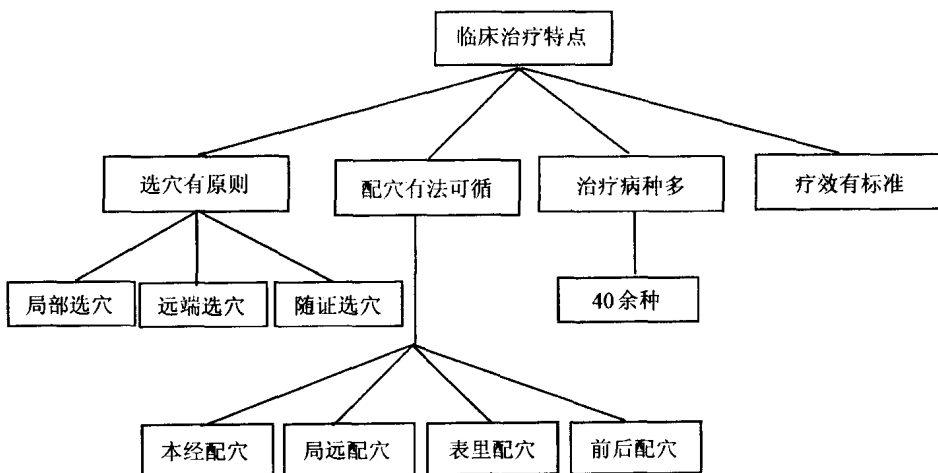 临床治疗特点
选穴有原则
配穴有法可循
治疗病种多
疗效有标准
局部选穴
远端选穴
随证选穴
40余种
本经配穴
局远配穴
表里配穴
前后配穴